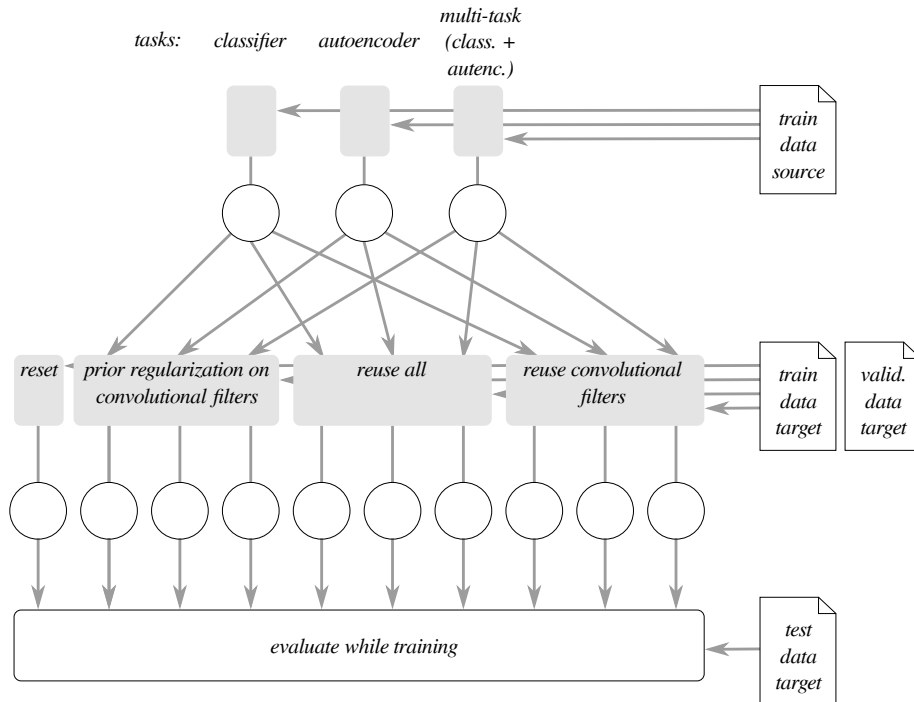 tasks:
classifier
autoencoder
multi-task
(class. +
autenc.)
train
data
source
reset
prior regularization on
convolutional filters
reuse all
reuse convolutional
filters
train
data
target
valid.
data
target
evaluate while training
test
data
target